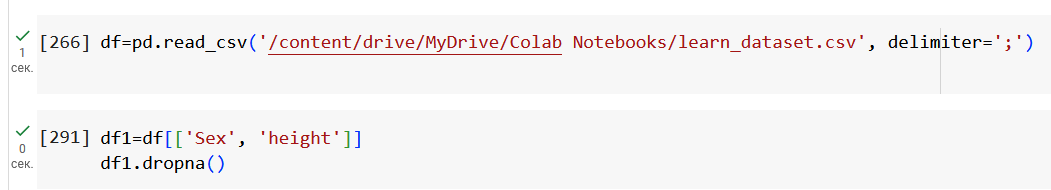 [266] df=pd.read_csv('/content/drive/MyDrive/Colab Notebooks/learn_dataset.csv', delimiter=';')
1
сек.
[291] df1=df[['Sex', 'height']]
0
сек.
df1.dropna()